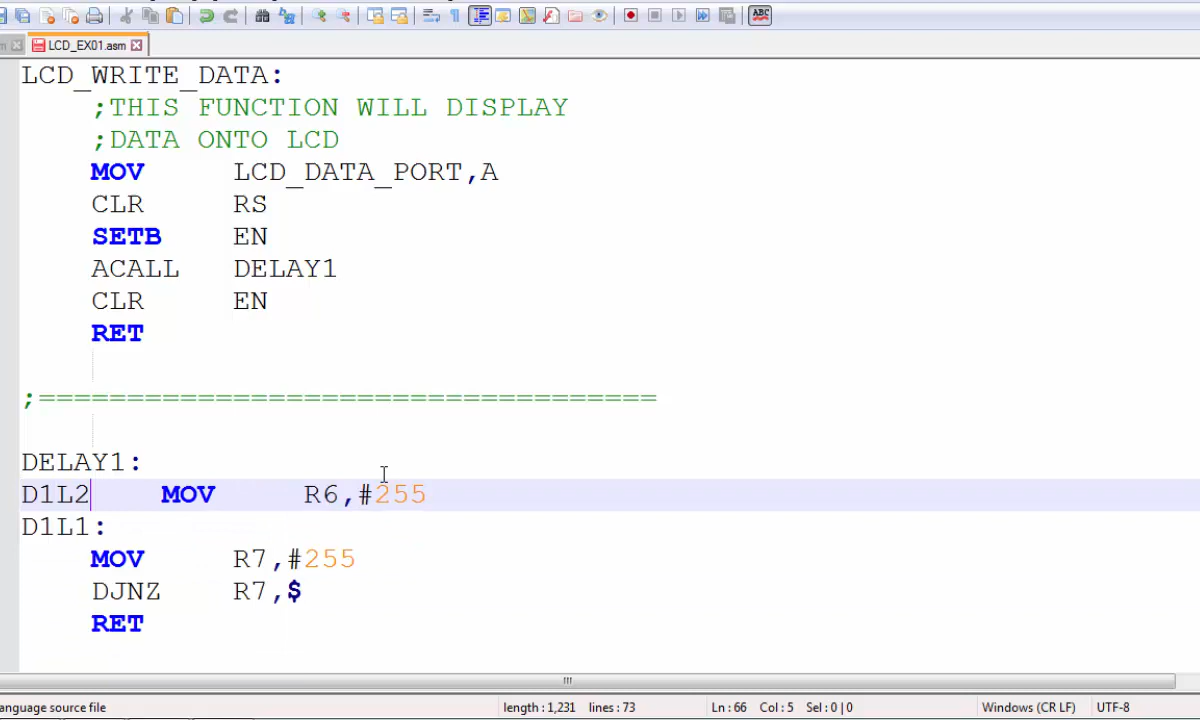 ABC
m LCD_EX01.asm
LCD_WRITE_DATA:
;THIS FUNCTION WILL DISPLAY
;DATA ONTO LCD
MOV LCD_DATA_PORT,A
CLR RS
SETB EN
ACALL DELAY1
CLR EN
RET
;===================================
DELAY1:
D1L2 MOV R6,#255
D1L1:
MOV R7,#255
DJNZ R7,$
RET
anguage source file length : 1,231 lines : 73 Ln : 66 Col : 5 Sel : 0 | 0 Windows (CR LF) UTF-8